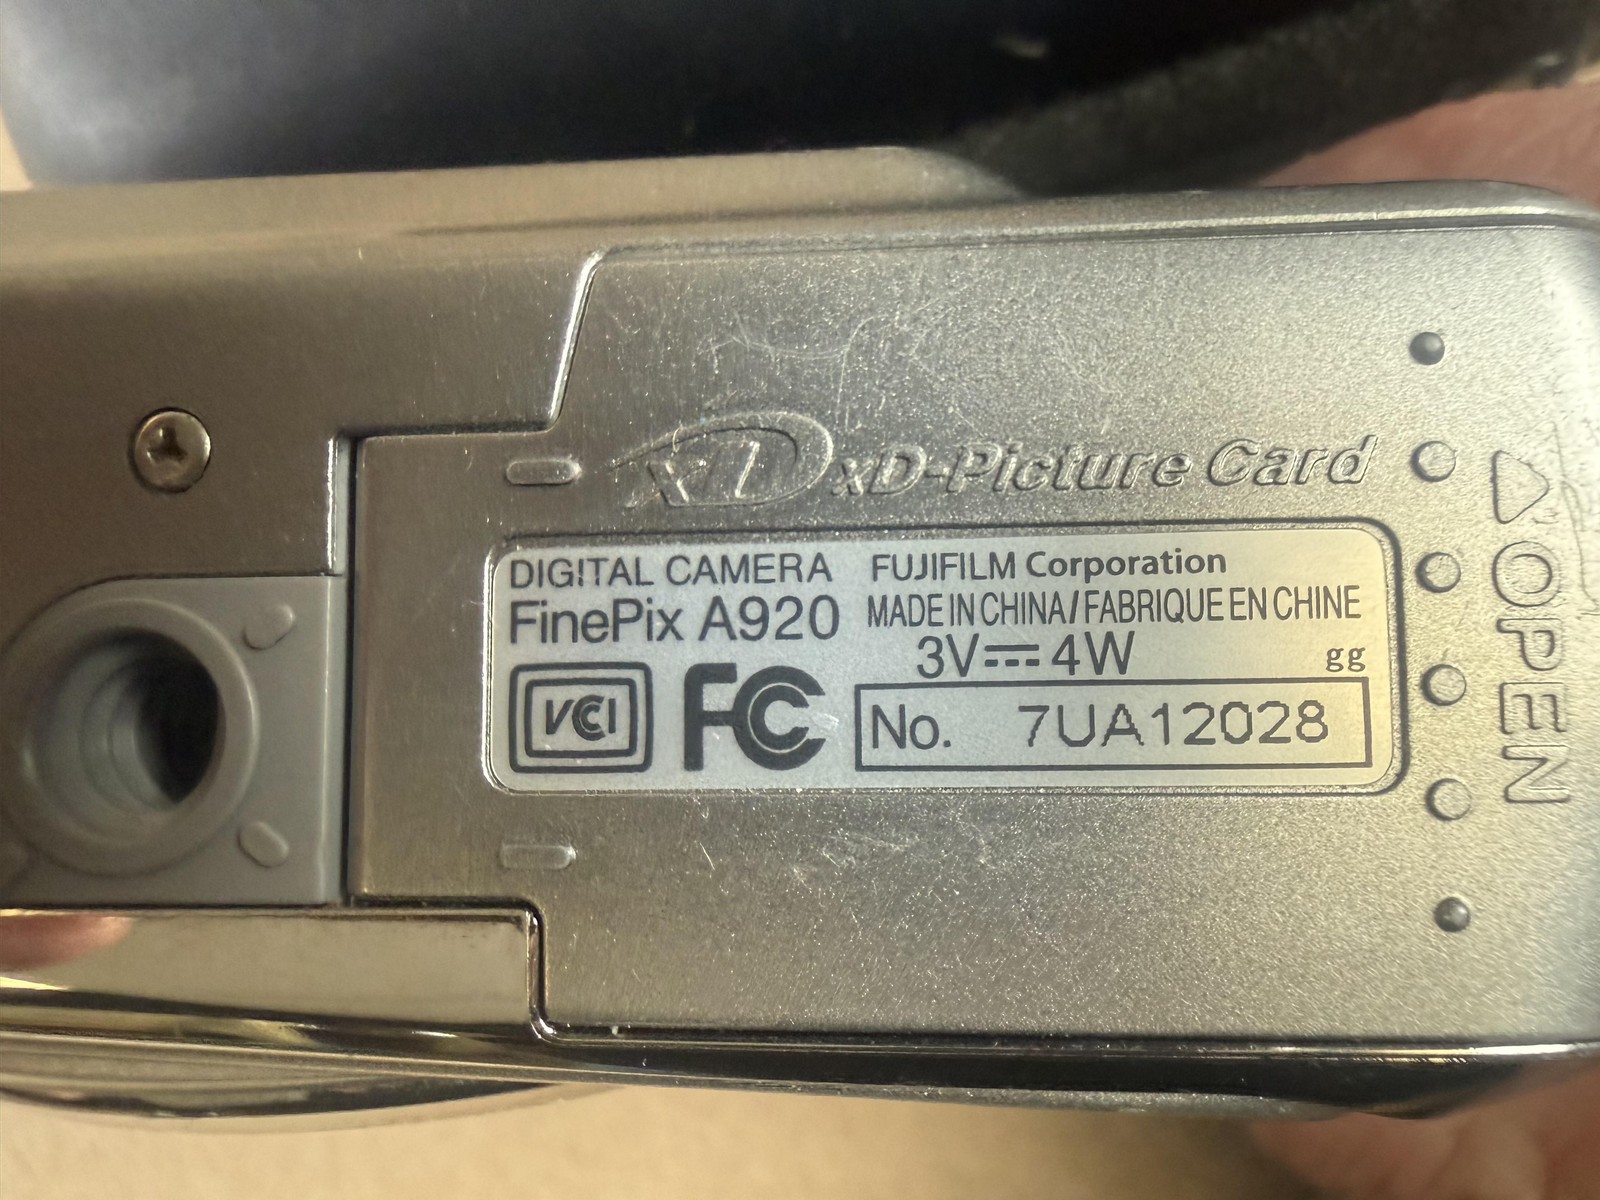 xD xD-Picture Card
DIGITAL CAMERA
FinePix A920
FUJIFILM Corporation
MADE IN CHINA/FABRIQUE EN CHINE
3V⎓4W
gg
VCI
FC
No. 7UA12028
△OPEN